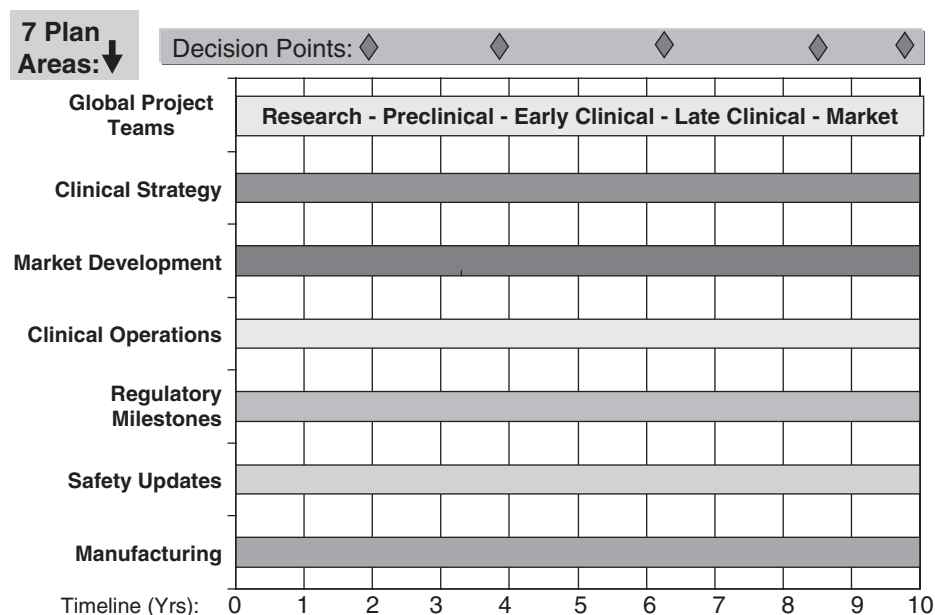 7 Plan
Areas:
Decision Points:
Global Project
Teams
Research - Preclinical - Early Clinical - Late Clinical - Market
Clinical Strategy
Market Development
Clinical Operations
Regulatory
Milestones
Safety Updates
Manufacturing
Timeline (Yrs): 0 1 2 3 4 5 6 7 8 9 10